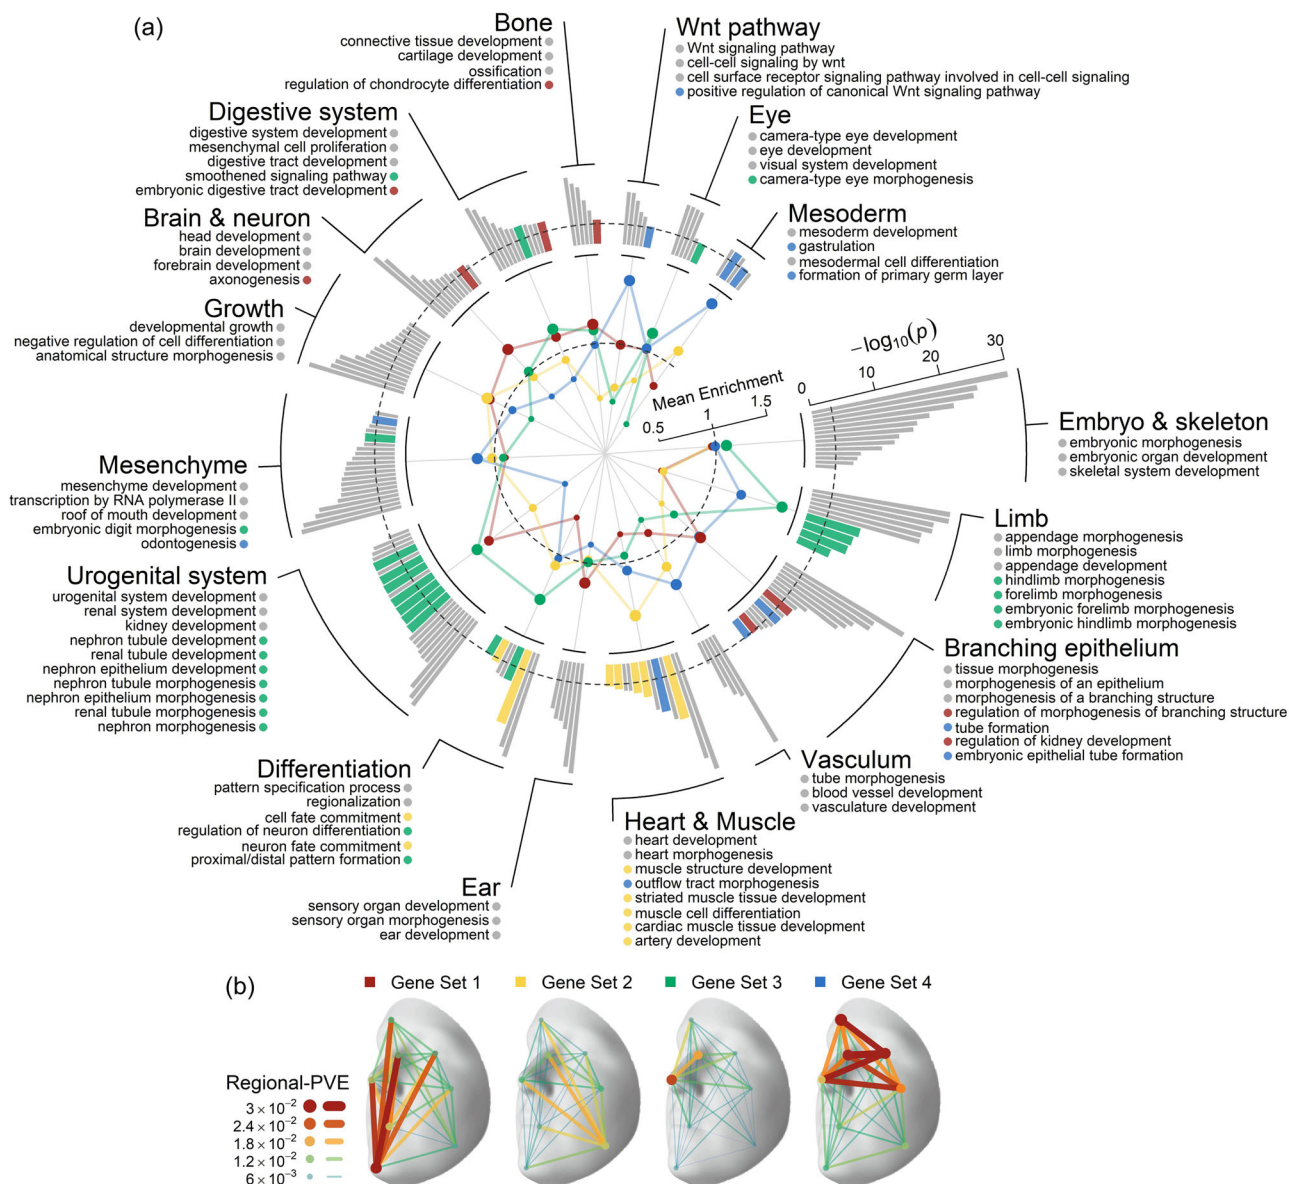 (a)
Bone
connective tissue development
cartilage development
ossification
regulation of chondrocyte differentiation
Wnt pathway
Wnt signaling pathway
cell-cell signaling by wnt
cell surface receptor signaling pathway involved in cell-cell signaling
positive regulation of canonical Wnt signaling pathway
Digestive system
digestive system development
mesenchymal cell proliferation
digestive tract development
smoothened signaling pathway
embryonic digestive tract development
Eye
camera-type eye development
eye development
visual system development
camera-type eye morphogenesis
Brain & neuron
head development
brain development
forebrain development
axonogenesis
Mesoderm
mesoderm development
gastrulation
mesodermal cell differentiation
formation of primary germ layer
Growth
developmental growth
negative regulation of cell differentiation
anatomical structure morphogenesis
−log10(p)
0 10 20 30
Mean Enrichment
0.5 1 1.5
Embryo & skeleton
embryonic morphogenesis
embryonic organ development
skeletal system development
Mesenchyme
mesenchyme development
transcription by RNA polymerase II
roof of mouth development
embryonic digit morphogenesis
odontogenesis
Limb
appendage morphogenesis
limb morphogenesis
appendage development
hindlimb morphogenesis
forelimb morphogenesis
embryonic forelimb morphogenesis
embryonic hindlimb morphogenesis
Urogenital system
urogenital system development
renal system development
kidney development
nephron tubule development
renal tubule development
nephron epithelium development
nephron tubule morphogenesis
nephron epithelium morphogenesis
renal tubule morphogenesis
nephron morphogenesis
Branching epithelium
tissue morphogenesis
morphogenesis of an epithelium
morphogenesis of a branching structure
regulation of morphogenesis of branching structure
tube formation
regulation of kidney development
embryonic epithelial tube formation
Differentiation
pattern specification process
regionalization
cell fate commitment
regulation of neuron differentiation
neuron fate commitment
proximal/distal pattern formation
Vasculum
tube morphogenesis
blood vessel development
vasculature development
Heart & Muscle
heart development
heart morphogenesis
muscle structure development
outflow tract morphogenesis
striated muscle tissue development
muscle cell differentiation
cardiac muscle tissue development
artery development
Ear
sensory organ development
sensory organ morphogenesis
ear development
(b)
Gene Set 1
Gene Set 2
Gene Set 3
Gene Set 4
Regional-PVE
3 × 10⁻²
2.4 × 10⁻²
1.8 × 10⁻²
1.2 × 10⁻²
6 × 10⁻³